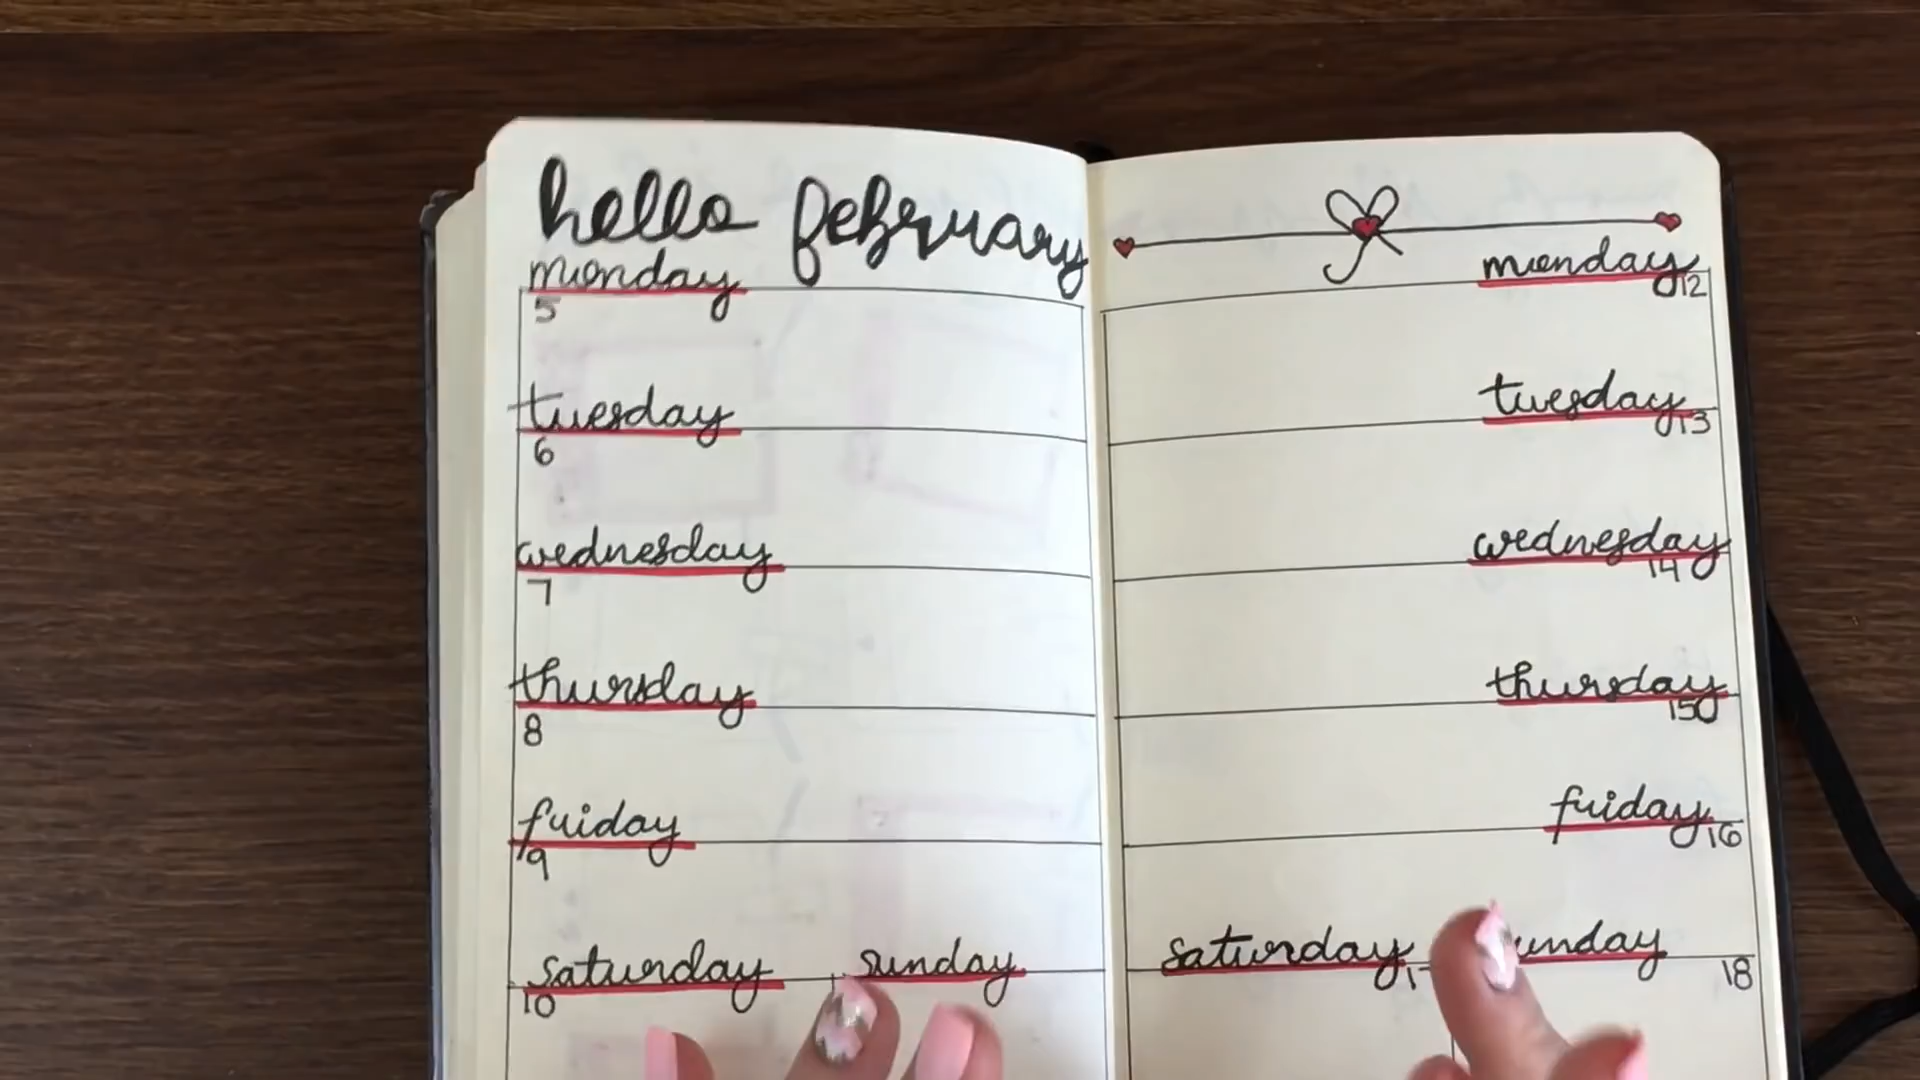 hello february
monday
5
tuesday
6
wednesday
7
thursday
8
friday
9
saturday sunday
10
monday
12
tuesday
13
wednesday
14
thursday
15
friday
16
saturday
18